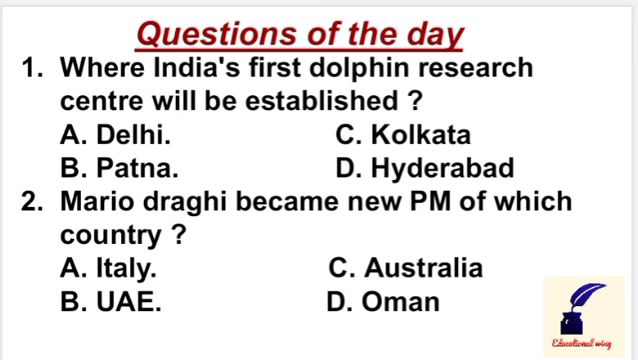 Questions of the day
1. Where India's first dolphin research
centre will be established ?
A. Delhi. C. Kolkata
B. Patna. D. Hyderabad
2. Mario draghi became new PM of which
country ?
A. Italy. C. Australia
B. UAE. D. Oman
Educational wing